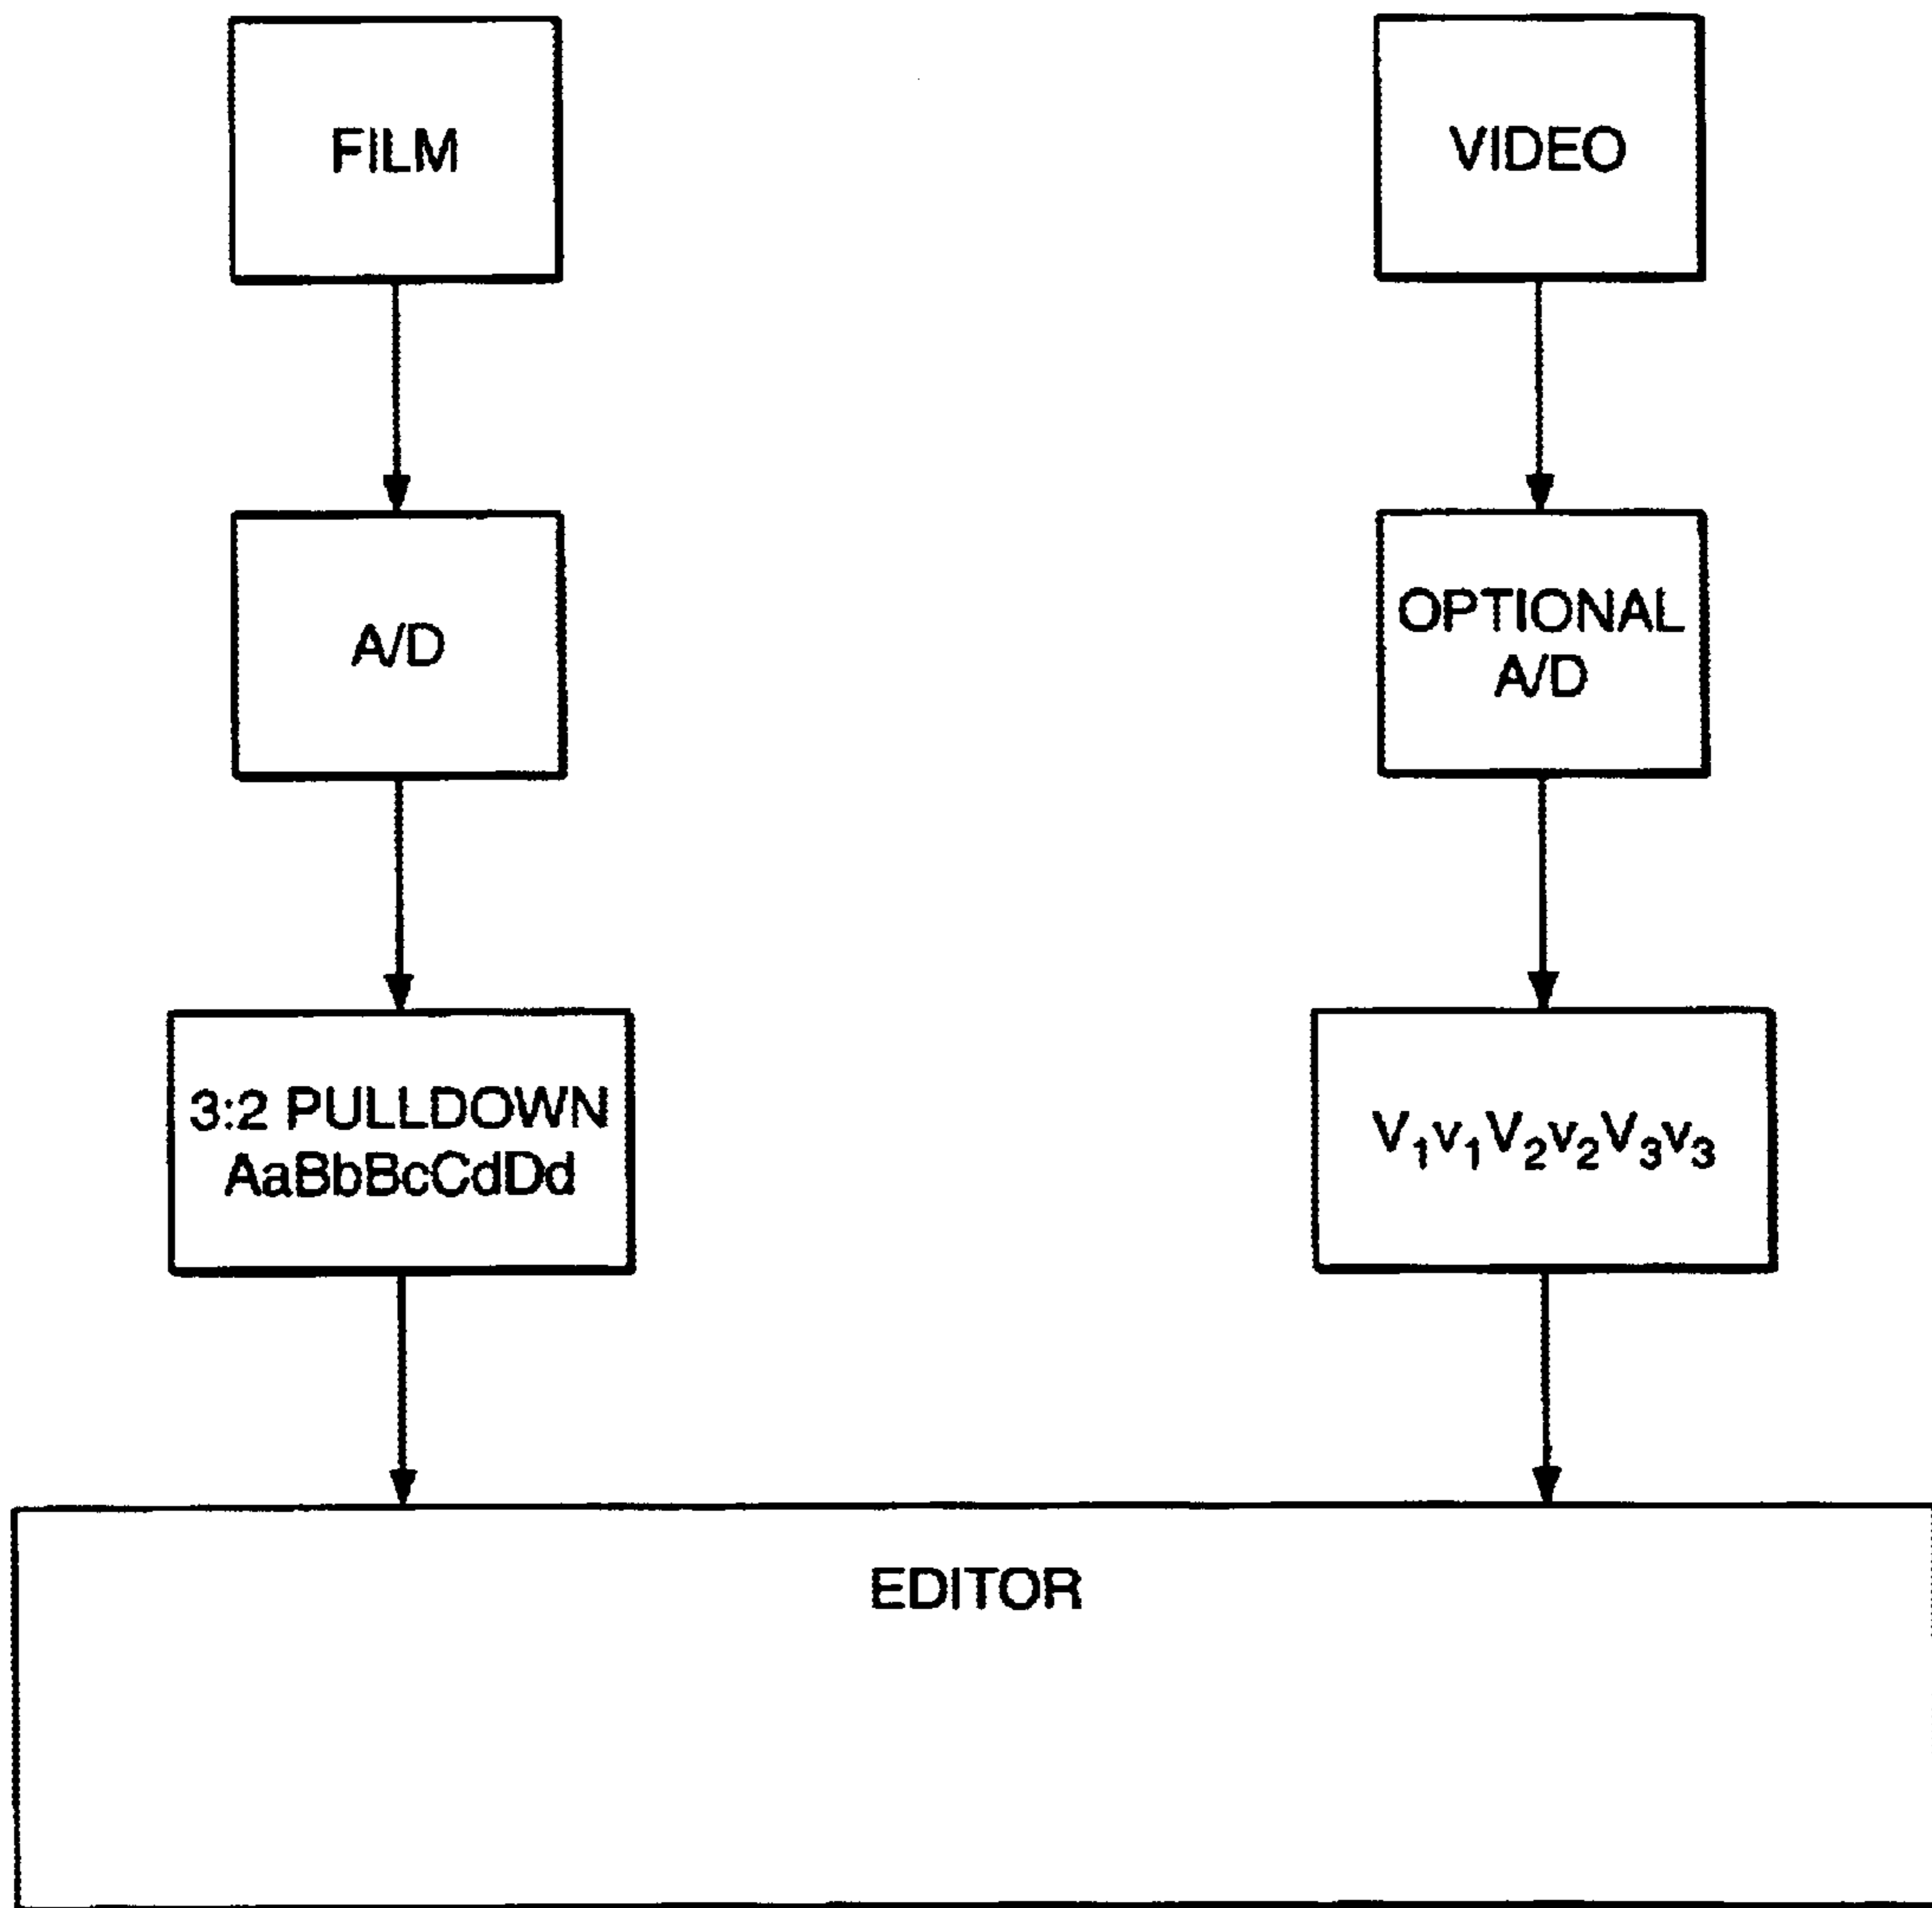 FILM
VIDEO
A/D
OPTIONAL
A/D
3:2 PULLDOWN
AaBbBcCdDd
V₁v₁V₂v₂V₃v₃
EDITOR